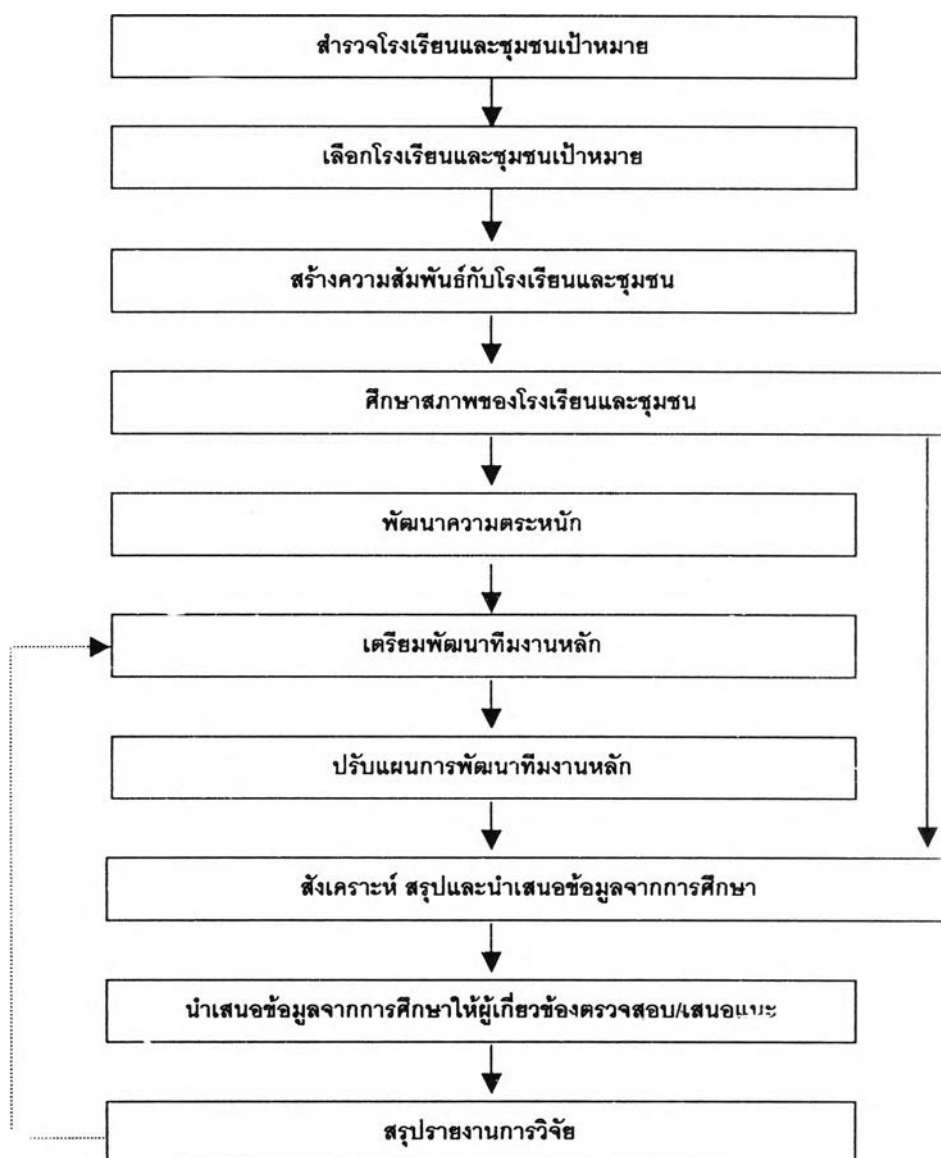 สำรวจโรงเรียนและชุมชนเป้าหมาย
เลือกโรงเรียนและชุมชนเป้าหมาย
สร้างความสัมพันธ์กับโรงเรียนและชุมชน
ศึกษาสภาพของโรงเรียนและชุมชน
พัฒนาความตระหนัก
เตรียมพัฒนาทีมงานหลัก
ปรับแผนการพัฒนาทีมงานหลัก
สังเคราะห์ สรุปและนำเสนอข้อมูลจากการศึกษา
นำเสนอข้อมูลจากการศึกษาให้ผู้เกี่ยวข้องตรวจสอบ/เสนอแนะ
สรุปรายงานการวิจัย